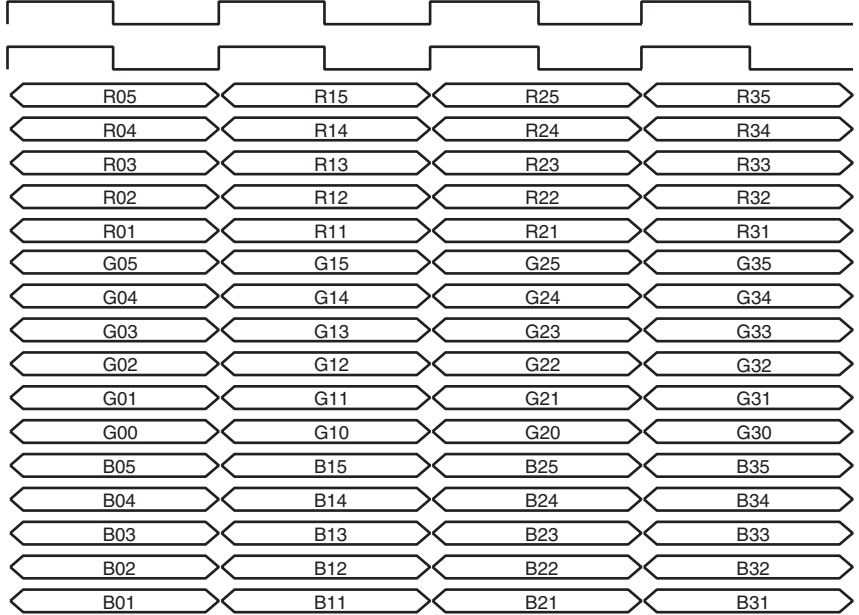 R05 R15 R25 R35
R04 R14 R24 R34
R03 R13 R23 R33
R02 R12 R22 R32
R01 R11 R21 R31
G05 G15 G25 G35
G04 G14 G24 G34
G03 G13 G23 G33
G02 G12 G22 G32
G01 G11 G21 G31
G00 G10 G20 G30
B05 B15 B25 B35
B04 B14 B24 B34
B03 B13 B23 B33
B02 B12 B22 B32
B01 B11 B21 B31